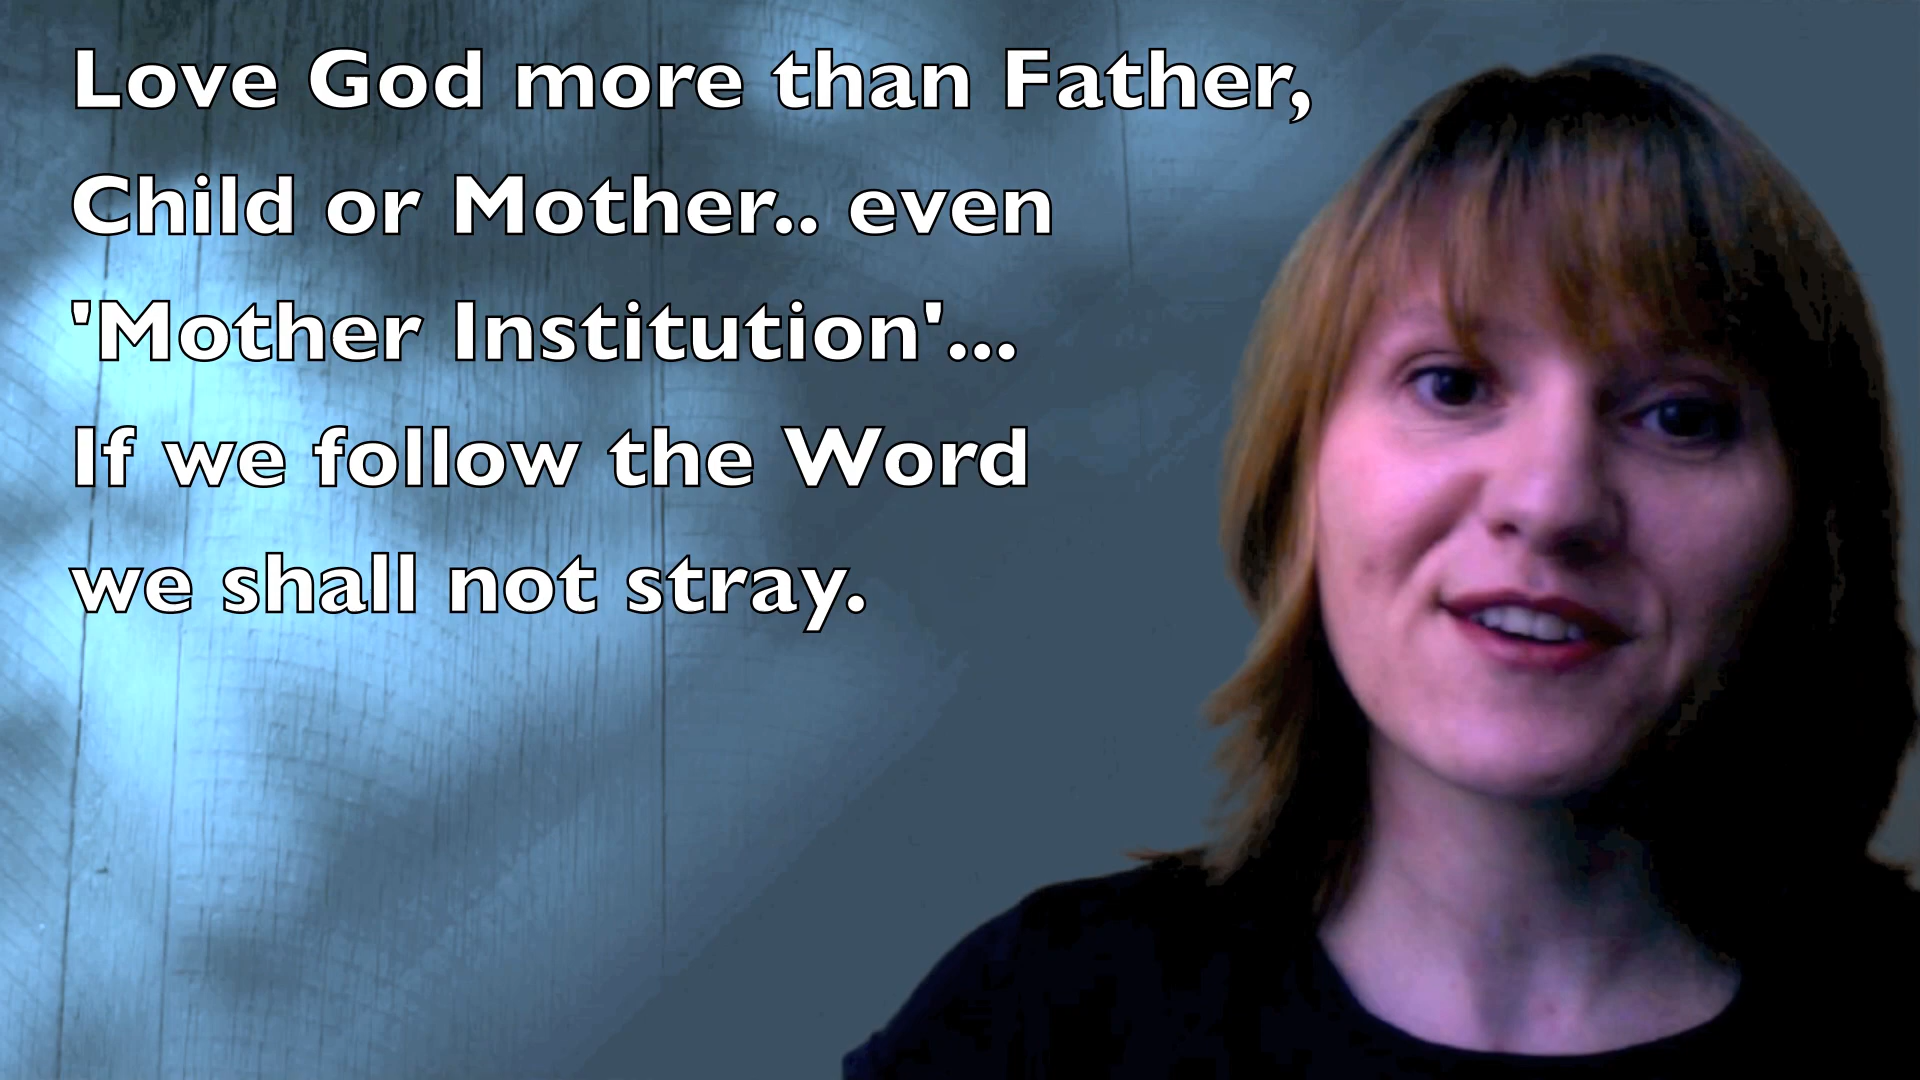 Love God more than Father,
Child or Mother.. even
'Mother Institution'...
If we follow the Word
we shall not stray.